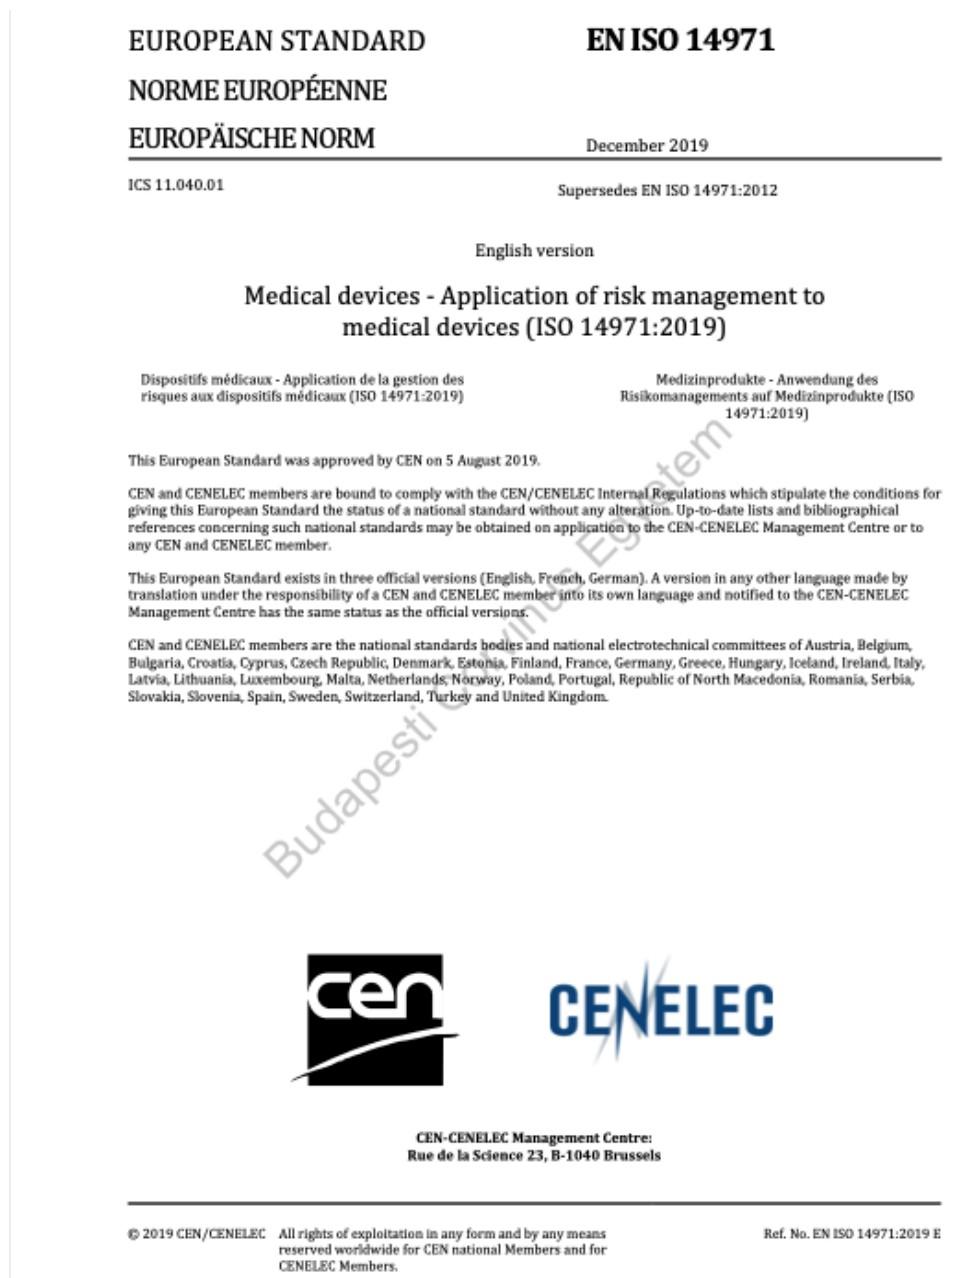 EUROPEAN STANDARD
EN ISO 14971
NORME EUROPÉENNE
EUROPÄISCHE NORM
December 2019
ICS 11.040.01
Supersedes EN ISO 14971:2012
English version
Medical devices - Application of risk management to
medical devices (ISO 14971:2019)
Dispositifs médicaux - Application de la gestion des
risques aux dispositifs médicaux (ISO 14971:2019)
Medizinprodukte - Anwendung des
Risikomanagements auf Medizinprodukte (ISO
14971:2019)
This European Standard was approved by CEN on 5 August 2019.
CEN and CENELEC members are bound to comply with the CEN/CENELEC Internal Regulations which stipulate the conditions for
giving this European Standard the status of a national standard without any alteration. Up-to-date lists and bibliographical
references concerning such national standards may be obtained on application to the CEN-CENELEC Management Centre or to
any CEN and CENELEC member.
This European Standard exists in three official versions (English, French, German). A version in any other language made by
translation under the responsibility of a CEN and CENELEC member into its own language and notified to the CEN-CENELEC
Management Centre has the same status as the official versions.
CEN and CENELEC members are the national standards bodies and national electrotechnical committees of Austria, Belgium,
Bulgaria, Croatia, Cyprus, Czech Republic, Denmark, Estonia, Finland, France, Germany, Greece, Hungary, Iceland, Ireland, Italy,
Latvia, Lithuania, Luxembourg, Malta, Netherlands, Norway, Poland, Portugal, Republic of North Macedonia, Romania, Serbia,
Slovakia, Slovenia, Spain, Sweden, Switzerland, Turkey and United Kingdom.
Budapesti Corvinus Egyetem
cen
CENELEC
CEN-CENELEC Management Centre:
Rue de la Science 23, B-1040 Brussels
© 2019 CEN/CENELEC All rights of exploitation in any form and by any means
reserved worldwide for CEN national Members and for
CENELEC Members.
Ref. No. EN ISO 14971:2019 E